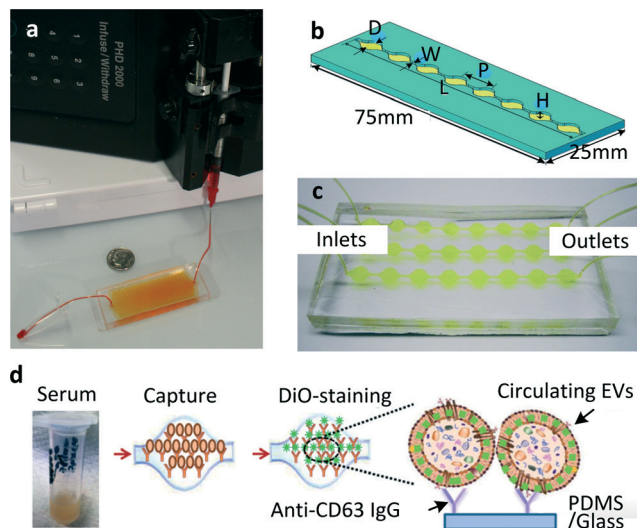 a
PHD 2000
Infuse/Withdraw
b
D
W
P
L
H
75mm
25mm
c
Inlets
Outlets
d
Serum
Capture
DiO-staining
Circulating EVs
Anti-CD63 IgG
PDMS
/Glass